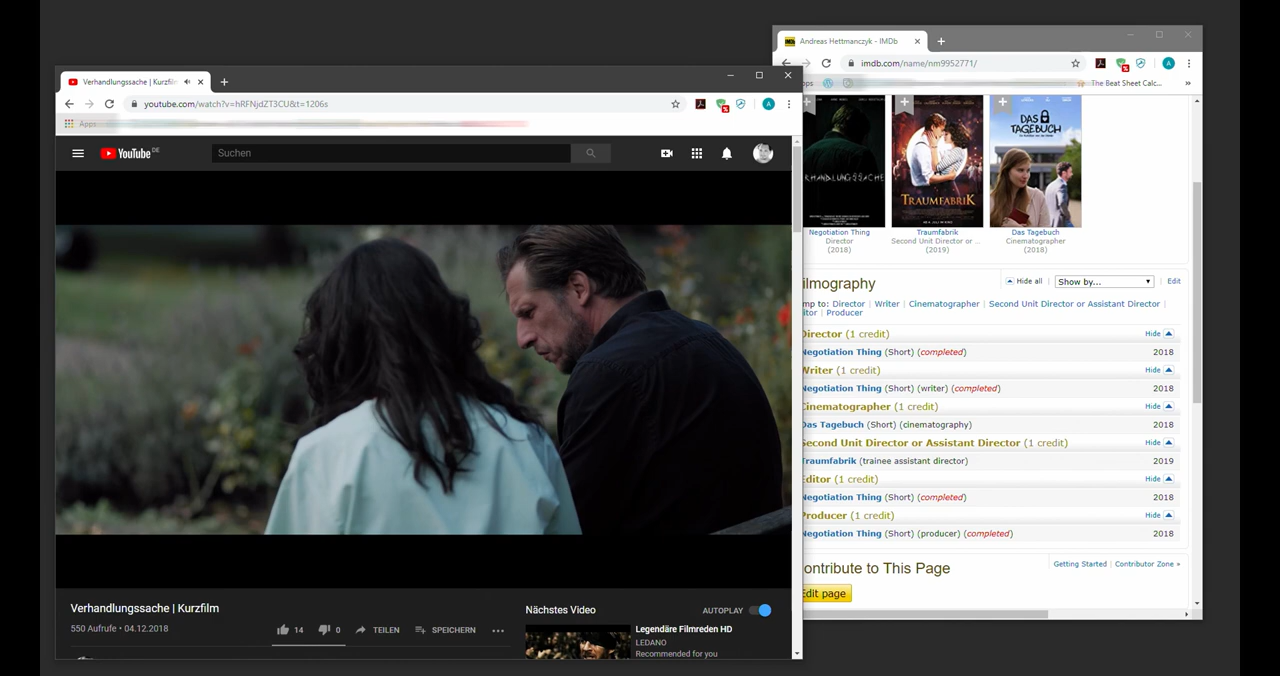 Andreas Hettmanczyk - IMDb
imdb.com/name/nm9952771/
The Beat Sheet Calc...
Verhandlungssache | Kurzfilm
youtube.com/watch?v=hRFNjdZT3CU&t=1206s
Apps
YouTube DE
Suchen
Verhandlungssache | Kurzfilm
550 Aufrufe • 04.12.2018
14
0
TEILEN
SPEICHERN
Nächstes Video
AUTOPLAY
Legendäre Filmreden HD
LEDANO
Recommended for you
TRAUMFABRIK
DAS TAGEBUCH
Negotiation Thing
Director
(2018)
Traumfabrik
Second Unit Director or ...
(2019)
Das Tagebuch
Cinematographer
(2018)
ilmography
Hide all | Show by... | Edit
mp to: Director | Writer | Cinematographer | Second Unit Director or Assistant Director |
itor | Producer
Director (1 credit) Hide
Negotiation Thing (Short) (completed) 2018
Writer (1 credit) Hide
Negotiation Thing (Short) (writer) (completed) 2018
Cinematographer (1 credit) Hide
Das Tagebuch (Short) (cinematography) 2018
Second Unit Director or Assistant Director (1 credit) Hide
Traumfabrik (trainee assistant director) 2019
Editor (1 credit) Hide
Negotiation Thing (Short) (completed) 2018
Producer (1 credit) Hide
Negotiation Thing (Short) (producer) (completed) 2018
ontribute to This Page
Getting Started | Contributor Zone »
Edit page